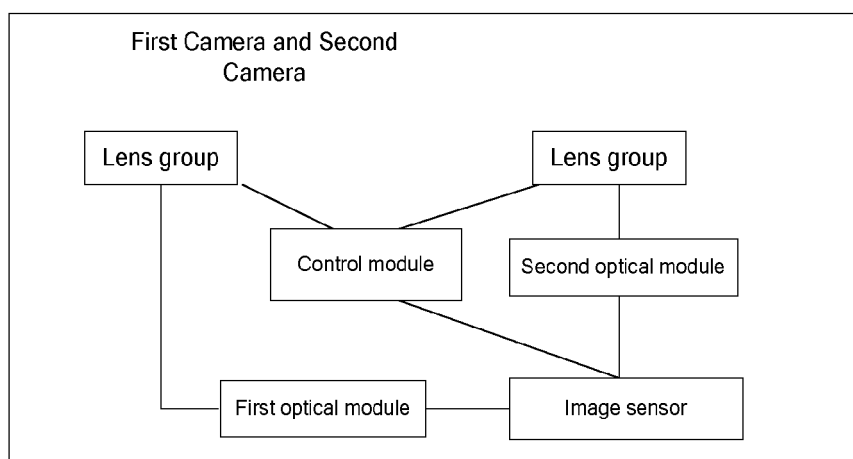 First Camera and Second
Camera
Lens group
Lens group
Control module
Second optical module
First optical module
Image sensor